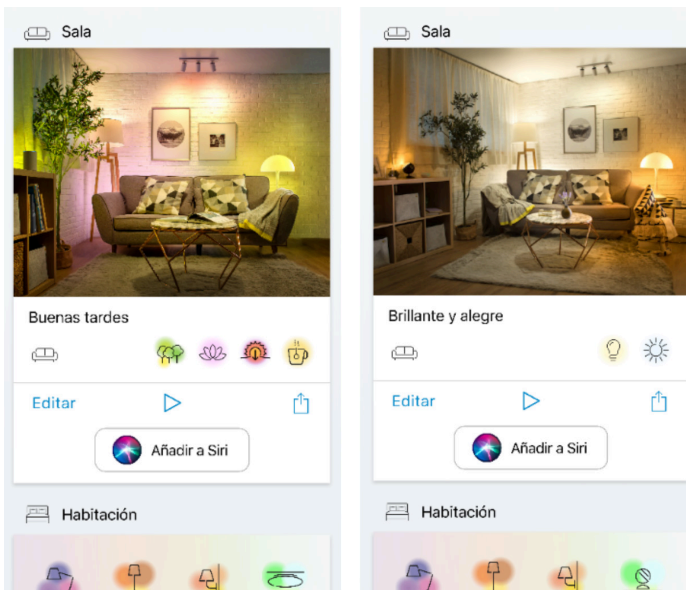 Sala
Buenas tardes
Editar
Añadir a Siri
Habitación
Sala
Brillante y alegre
Editar
Añadir a Siri
Habitación